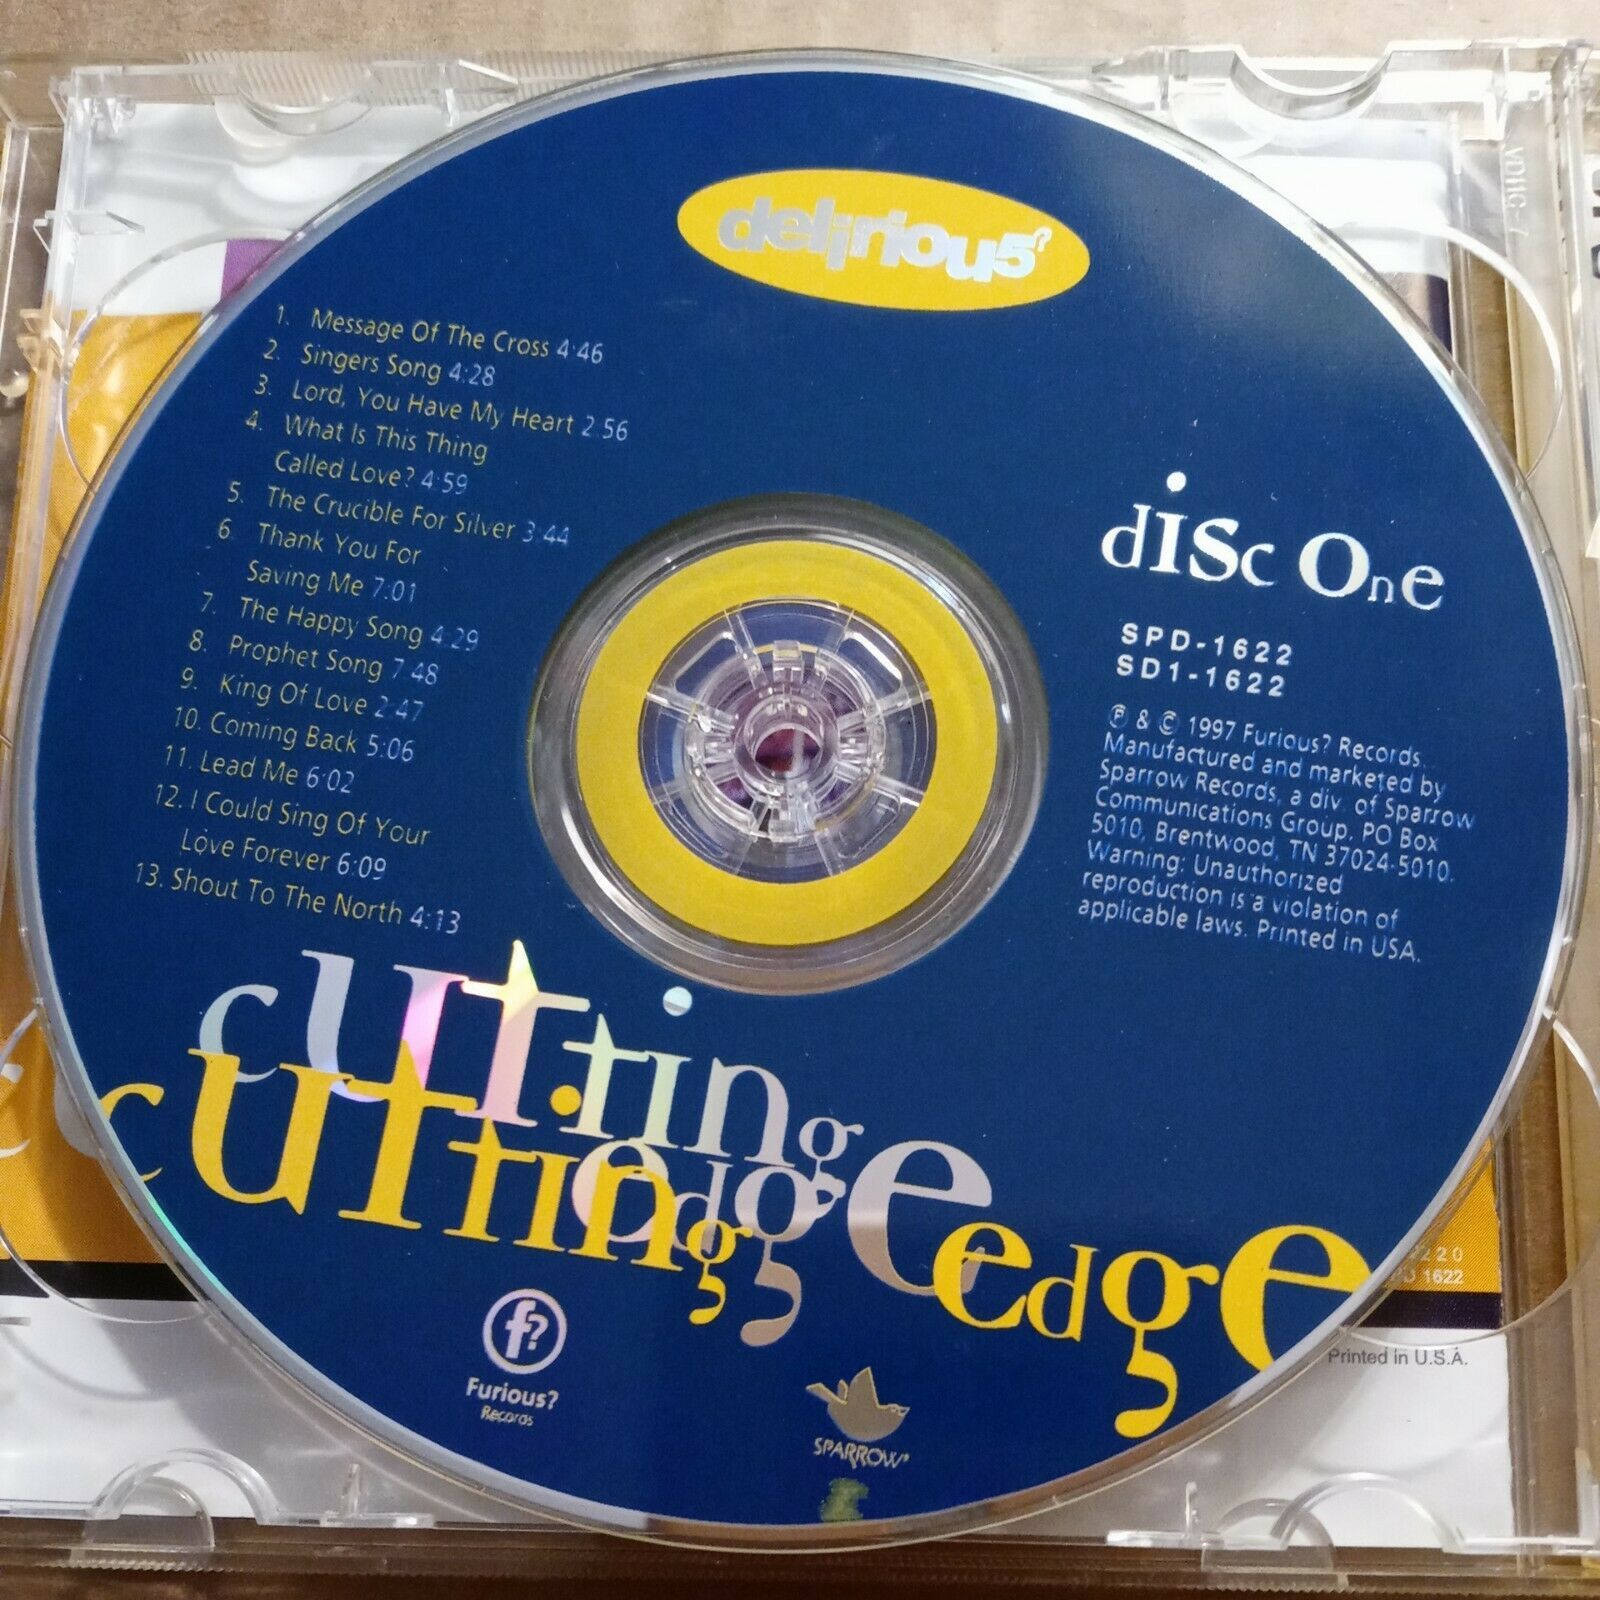 deliriou5?
1. Message Of The Cross 4:46
2. Singers Song 4:28
3. Lord, You Have My Heart 2:56
4. What Is This Thing
Called Love? 4:59
5. The Crucible For Silver 3:44
6. Thank You For
Saving Me 7:01
7. The Happy Song 4:29
8. Prophet Song 7:48
9. King Of Love 2:47
10. Coming Back 5:06
11. Lead Me 6:02
12. I Could Sing Of Your
Love Forever 6:09
13. Shout To The North 4:13
disc One
SPD-1622
SD1-1622
℗ & © 1997 Furious? Records.
Manufactured and marketed by
Sparrow Records, a div. of Sparrow
Communications Group. PO Box
5010, Brentwood, TN 37024-5010.
Warning: Unauthorized
reproduction is a violation of
applicable laws. Printed in USA.
cutting
edge
cutting
edge
f?
Furious?
Records
SPARROW®
1622
Printed in U.S.A.